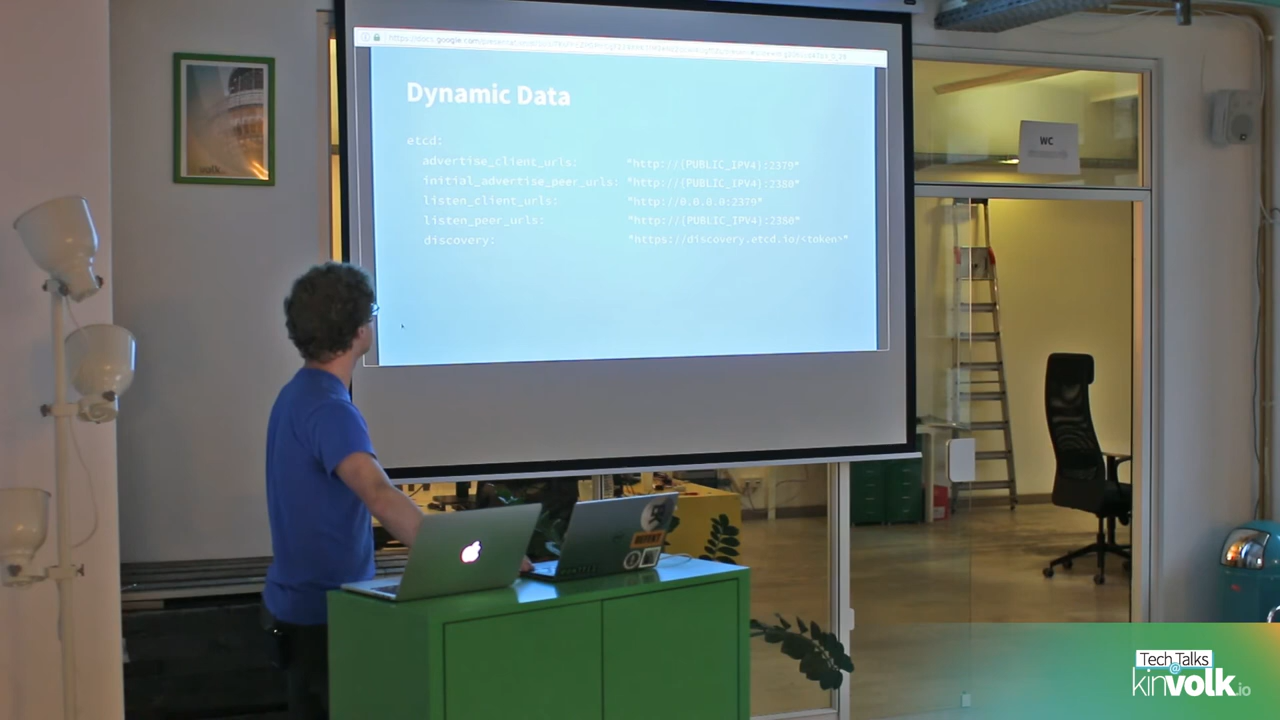 Dynamic Data
etcd:
advertise_client_urls: "http://{PUBLIC_IPV4}:2379"
initial_advertise_peer_urls: "http://{PUBLIC_IPV4}:2380"
listen_client_urls: "http://0.0.0.0:2379"
listen_peer_urls: "http://{PUBLIC_IPV4}:2380"
discovery: "https://discovery.etcd.io/<token>"
WC
volk
Tech Talks
@
kinvolk.io